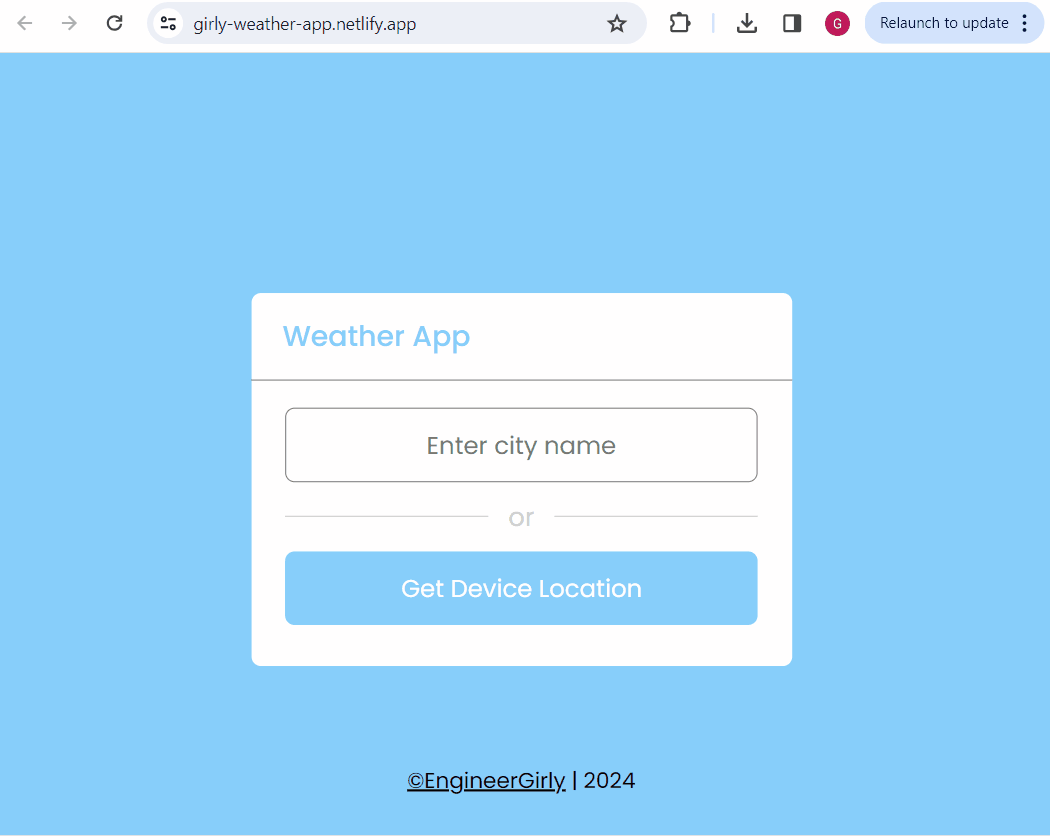 girly-weather-app.netlify.app
G
Relaunch to update
Weather App
Enter city name
or
Get Device Location
©EngineerGirly | 2024